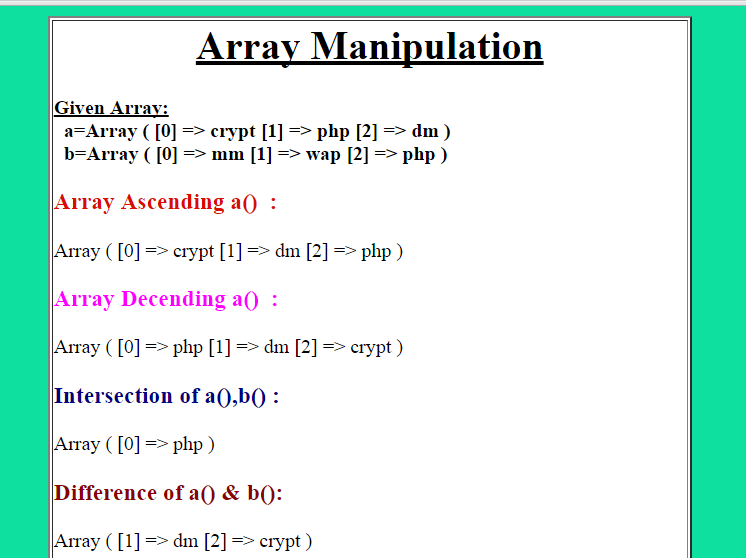 Array Manipulation
Given Array:
a=Array ( [0] => crypt [1] => php [2] => dm )
b=Array ( [0] => mm [1] => wap [2] => php )
Array Ascending a() :
Array ( [0] => crypt [1] => dm [2] => php )
Array Decending a() :
Array ( [0] => php [1] => dm [2] => crypt )
Intersection of a(),b() :
Array ( [0] => php )
Difference of a() & b():
Array ( [1] => dm [2] => crypt )